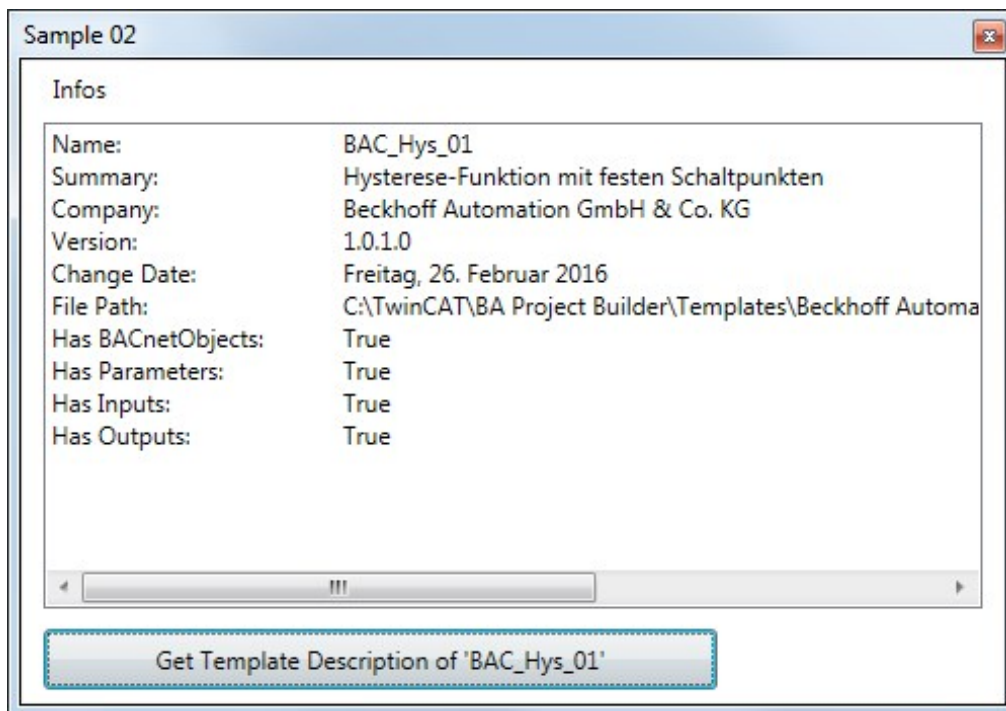 Sample 02
Infos
Name: BAC_Hys_01
Summary: Hysterese-Funktion mit festen Schaltpunkten
Company: Beckhoff Automation GmbH & Co. KG
Version: 1.0.1.0
Change Date: Freitag, 26. Februar 2016
File Path: C:\TwinCAT\BA Project Builder\Templates\Beckhoff Automa
Has BACnetObjects: True
Has Parameters: True
Has Inputs: True
Has Outputs: True
Get Template Description of 'BAC_Hys_01'